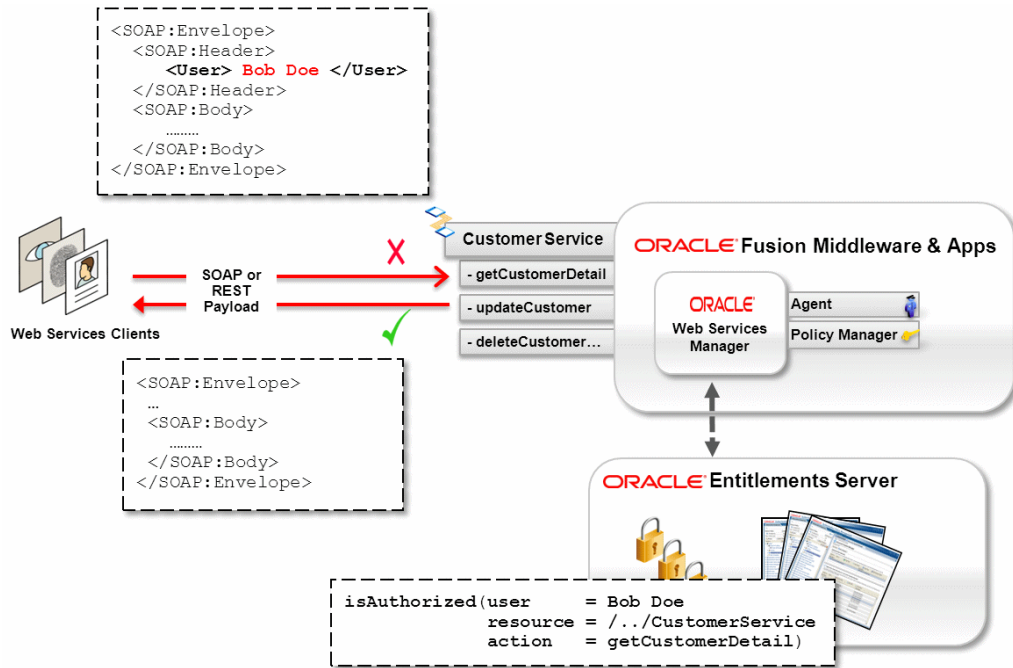 <SOAP:Envelope>
<SOAP:Header>
<User> Bob Doe </User>
</SOAP:Header>
<SOAP:Body>
.........
</SOAP:Body>
</SOAP:Envelope>
Web Services Clients
SOAP or
REST
Payload
CustomerService
- getCustomerDetail
- updateCustomer
- deleteCustomer...
ORACLE Fusion Middleware & Apps
ORACLE
Web Services
Manager
Agent
Policy Manager
<SOAP:Envelope>
…
<SOAP:Body>
.........
</SOAP:Body>
</SOAP:Envelope>
ORACLE Entitlements Server
isAuthorized(user = Bob Doe
resource = /../CustomerService
action = getCustomerDetail)